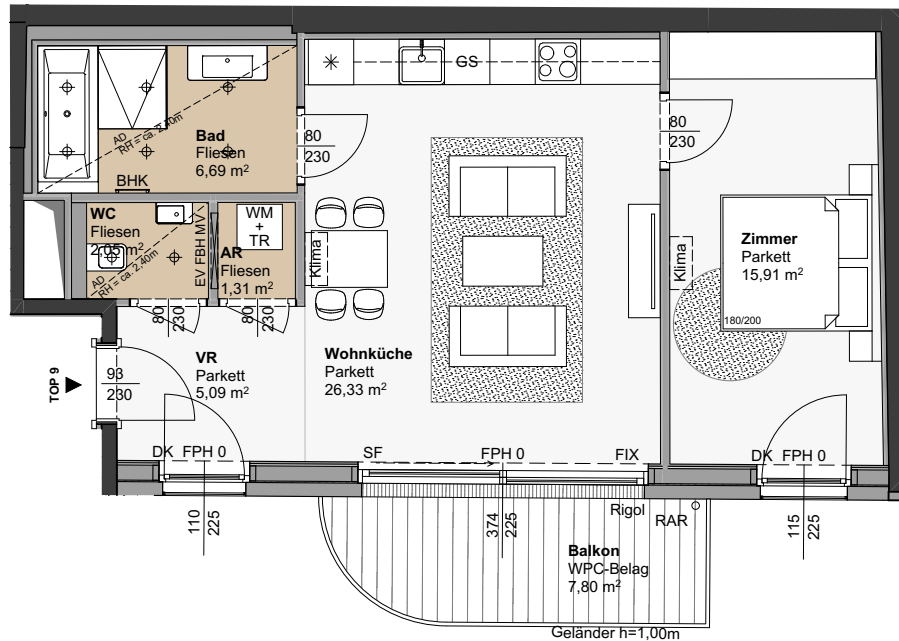 GS
Bad
Fliesen
6,69 m²
AD
RH = ca. 2,40m
BHK
80
230
80
230
WC
Fliesen
2,05 m²
AD
RH = ca. 2,40m
EV FBH MV
WM
+
TR
AR
Fliesen
1,31 m²
Klima
Klima
Zimmer
Parkett
15,91 m²
180/200
80
230
80
230
TOP 9
93
230
VR
Parkett
5,09 m²
Wohnküche
Parkett
26,33 m²
DK FPH 0
SF
FPH 0
FIX
DK FPH 0
110
225
374
225
115
225
Rigol
RAR
Balkon
WPC-Belag
7,80 m²
Geländer h=1,00m